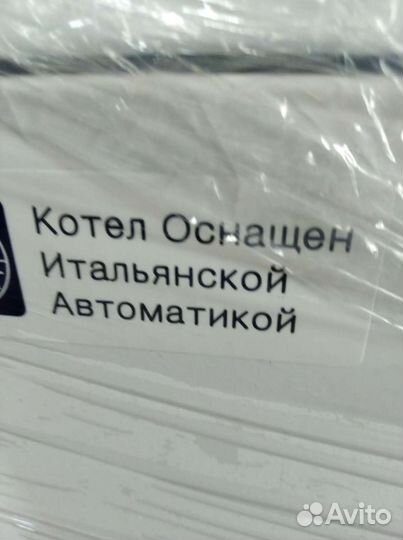 Котел Оснащен
Итальянской
Автоматикой
Avito